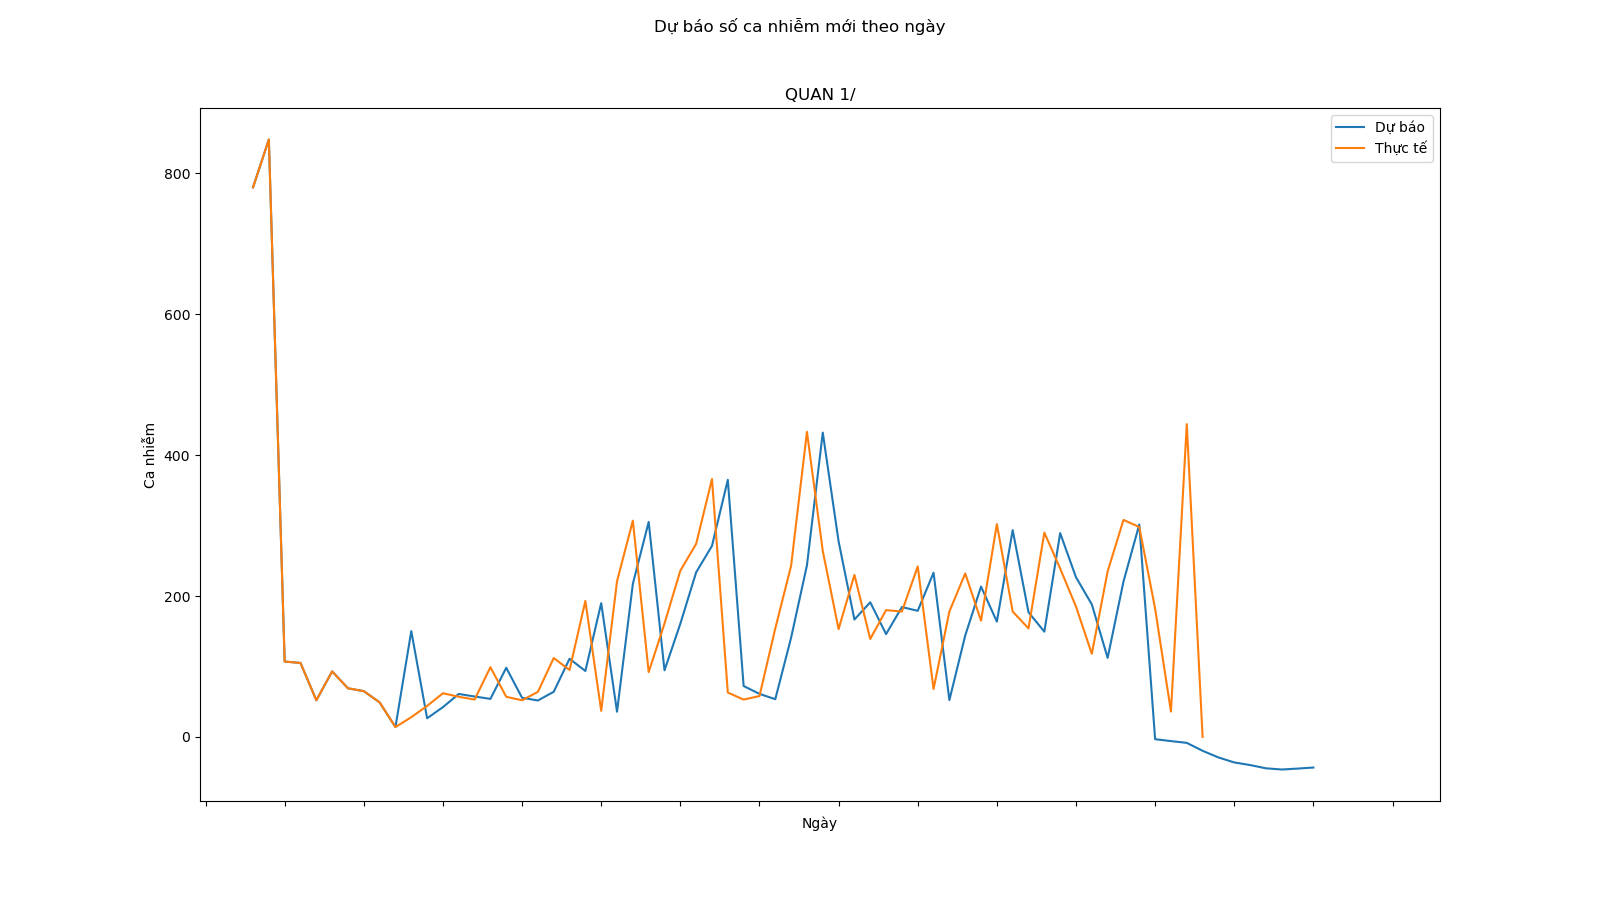 Dự báo số ca nhiễm mới theo ngày
QUAN 1/
Dự báo
Thực tế
800
600
400
200
0
Ca nhiễm
Ngày